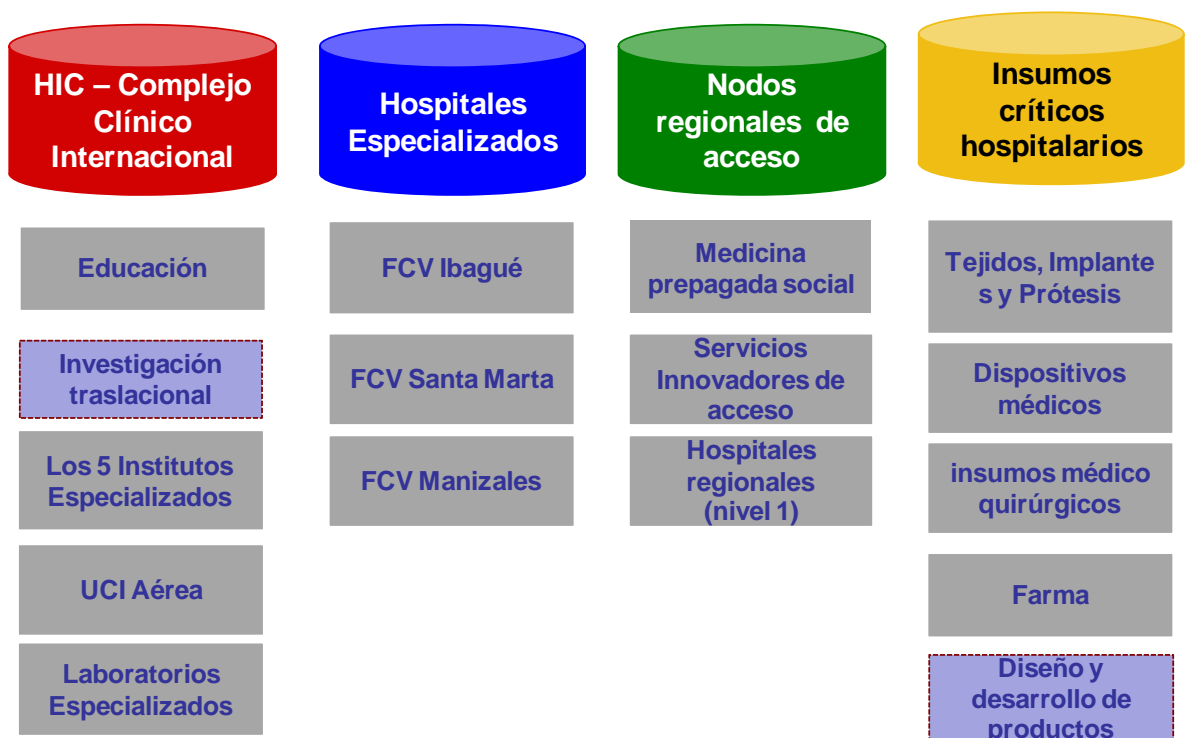 HIC – Complejo
Clínico
Internacional
Educación
Investigación
traslacional
Los 5 Institutos
Especializados
UCI Aérea
Laboratorios
Especializados
Hospitales
Especializados
FCV Ibagué
FCV Santa Marta
FCV Manizales
Nodos
regionales de
acceso
Medicina
prepagada social
Servicios
Innovadores de
acceso
Hospitales
regionales
(nivel 1)
Insumos
críticos
hospitalarios
Tejidos, Implante
s y Prótesis
Dispositivos
médicos
insumos médico
quirúrgicos
Farma
Diseño y
desarrollo de
productos